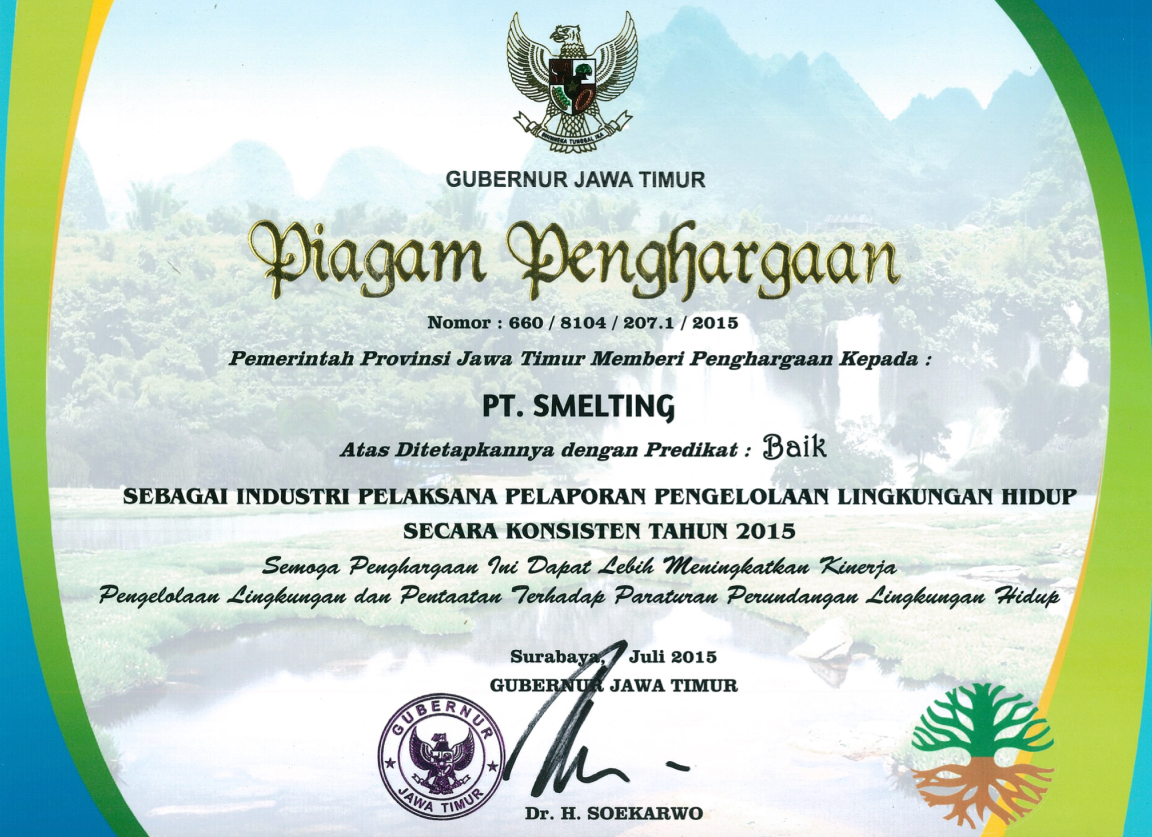 BHINNEKA TUNGGAL IKA
GUBERNUR JAWA TIMUR
Piagam Penghargaan
Nomor : 660 / 8104 / 207.1 / 2015
Pemerintah Provinsi Jawa Timur Memberi Penghargaan Kepada :
PT. SMELTING
Atas Ditetapkannya dengan Predikat : Baik
SEBAGAI INDUSTRI PELAKSANA PELAPORAN PENGELOLAAN LINGKUNGAN HIDUP
SECARA KONSISTEN TAHUN 2015
Semoga Penghargaan Ini Dapat Lebih Meningkatkan Kinerja
Pengelolaan Lingkungan dan Pentaatan Terhadap Paraturan Perundangan Lingkungan Hidup
Surabaya, Juli 2015
GUBERNUR JAWA TIMUR
GUBERNUR
JAWA TIMUR
Dr. H. SOEKARWO